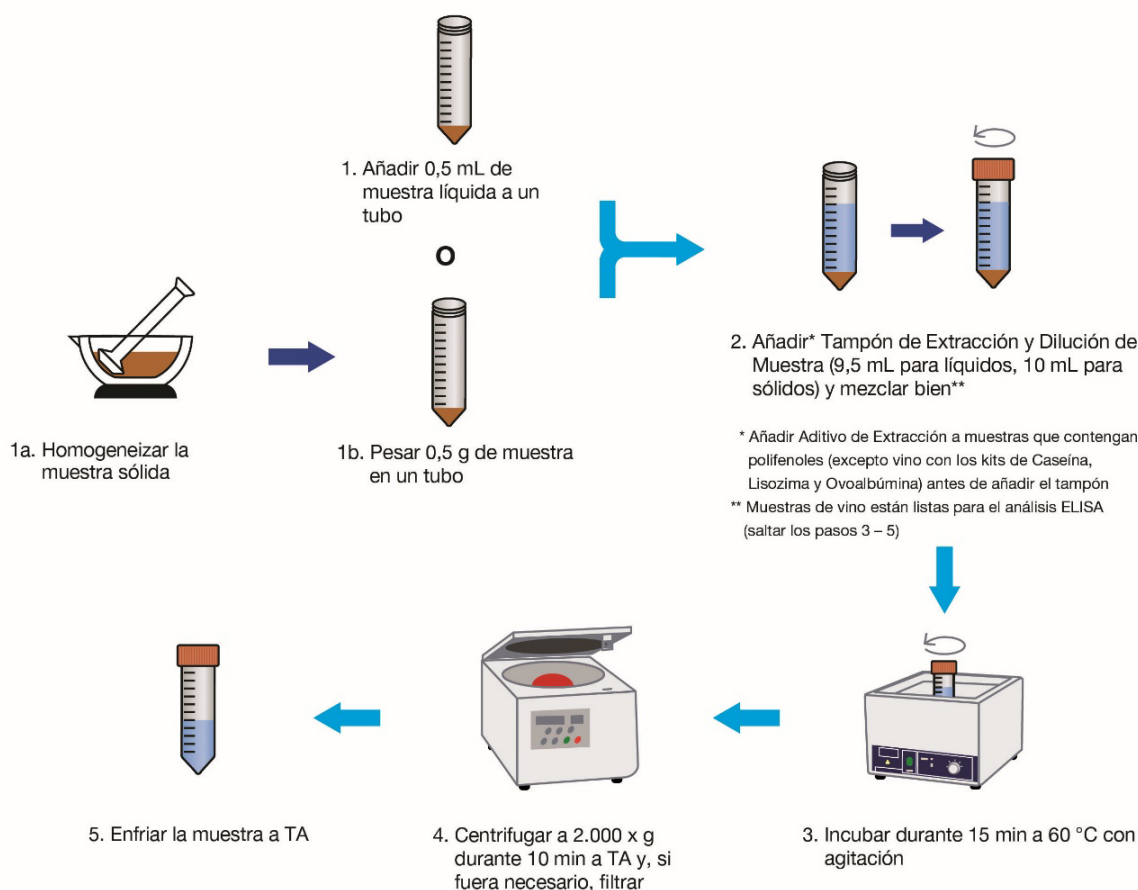 1. Añadir 0,5 mL de
muestra líquida a un
tubo
O
1a. Homogeneizar la
muestra sólida
1b. Pesar 0,5 g de muestra
en un tubo
2. Añadir* Tampón de Extracción y Dilución de
Muestra (9,5 mL para líquidos, 10 mL para
sólidos) y mezclar bien**
* Añadir Aditivo de Extracción a muestras que contengan
polifenoles (excepto vino con los kits de Caseína,
Lisozima y Ovoalbúmina) antes de añadir el tampón
** Muestras de vino están listas para el análisis ELISA
(saltar los pasos 3 – 5)
3. Incubar durante 15 min a 60 °C con
agitación
4. Centrifugar a 2.000 x g
durante 10 min a TA y, si
fuera necesario, filtrar
5. Enfriar la muestra a TA